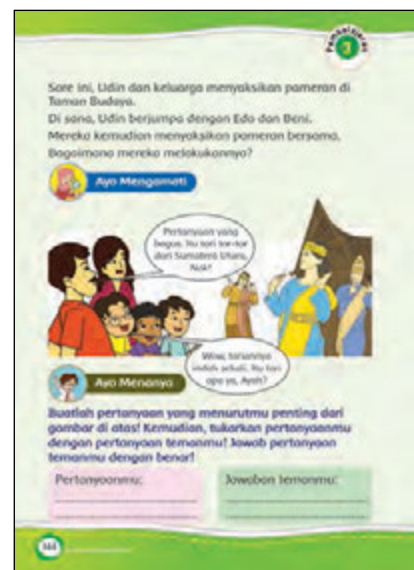 Pembelajaran
3
Sore ini, Udin dan keluarga menyaksikan pameran di
Taman Budaya.
Di sana, Udin berjumpa dengan Edo dan Beni.
Mereka kemudian menyaksikan pameran bersama.
Bagaimana mereka melakukannya?
Ayo Mengamati
Pertanyaan yang
bagus. Itu tari tor-tor
dari Sumatera Utara,
Nak!
Wow, tariannya
indah sekali. Itu tari
apa ya, Ayah?
Ayo Menanya
Buatlah pertanyaan yang menurutmu penting dari
gambar di atas! Kemudian, tukarkan pertanyaanmu
dengan pertanyaan temanmu! Jawab pertanyaan
temanmu dengan benar!
Pertanyaanmu:
Jawaban temanmu: